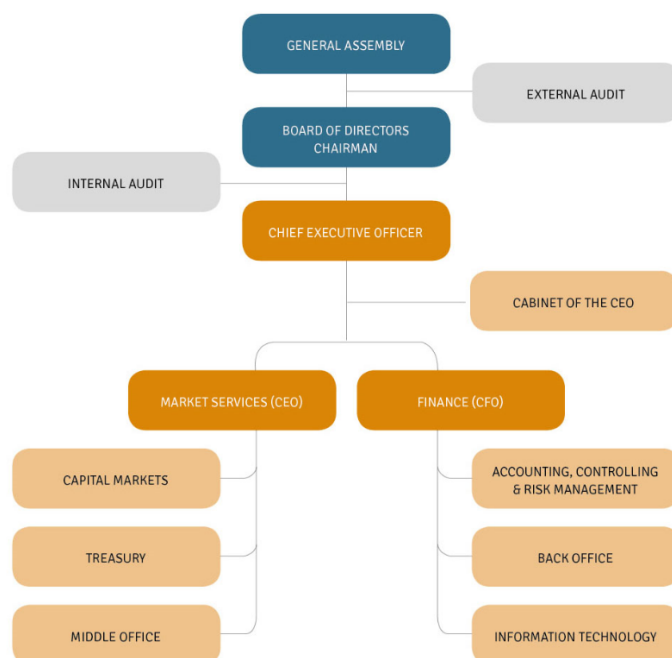 GENERAL ASSEMBLY
EXTERNAL AUDIT
BOARD OF DIRECTORS
CHAIRMAN
INTERNAL AUDIT
CHIEF EXECUTIVE OFFICER
CABINET OF THE CEO
MARKET SERVICES (CEO)
FINANCE (CFO)
CAPITAL MARKETS
ACCOUNTING, CONTROLLING
& RISK MANAGEMENT
TREASURY
BACK OFFICE
MIDDLE OFFICE
INFORMATION TECHNOLOGY